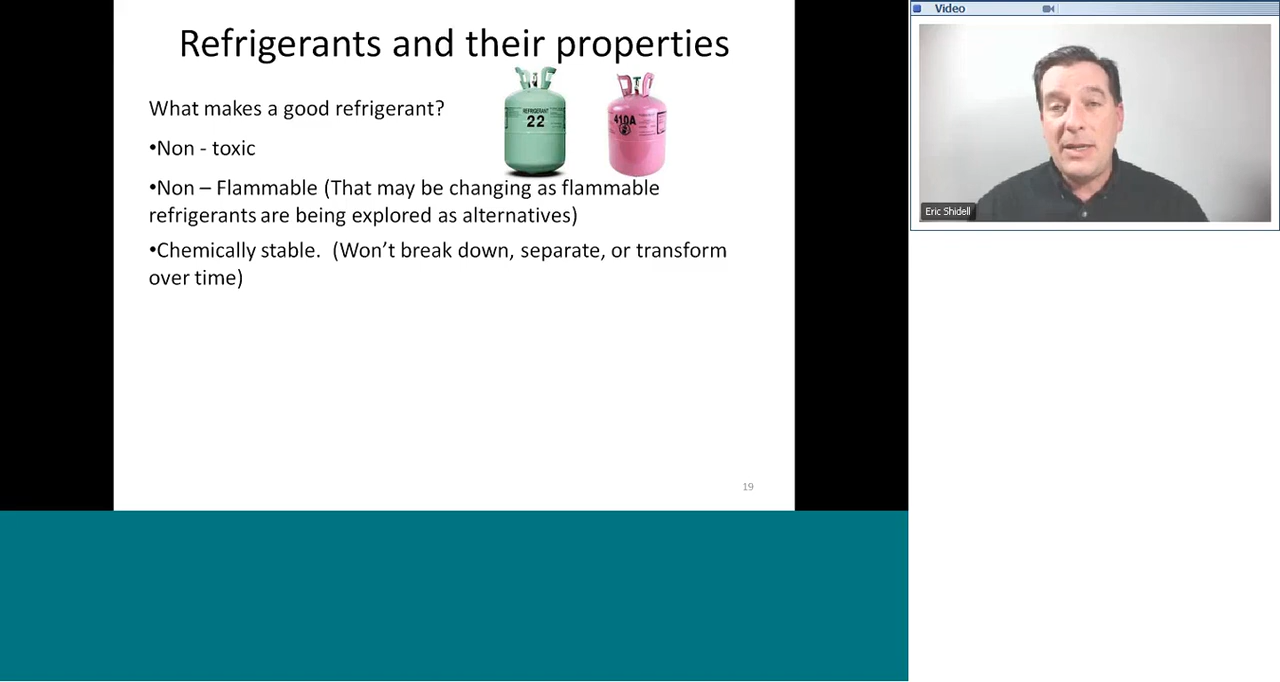 Refrigerants and their properties
What makes a good refrigerant?
REFRIGERANT
22
410A
•Non - toxic
•Non – Flammable (That may be changing as flammable
refrigerants are being explored as alternatives)
•Chemically stable.  (Won't break down, separate, or transform
over time)
19
Video
Eric Shidell